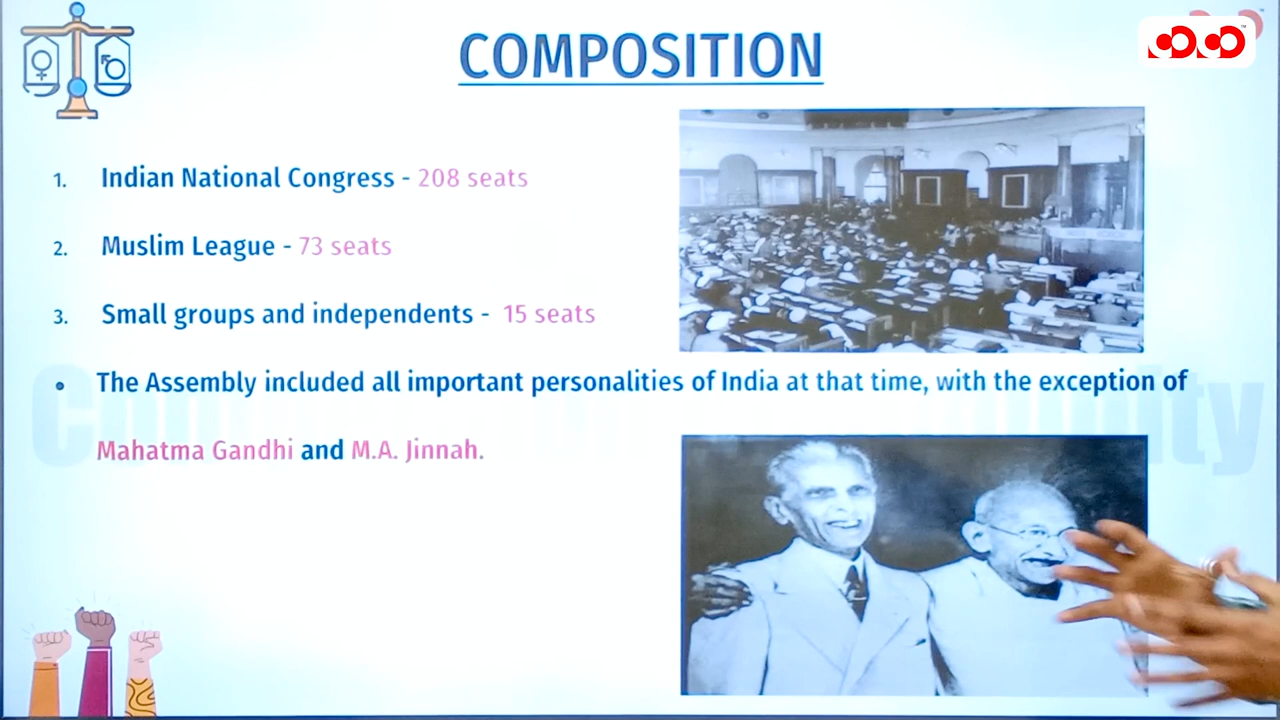 COMPOSITION
1. Indian National Congress - 208 seats
2. Muslim League - 73 seats
3. Small groups and independents - 15 seats
• The Assembly included all important personalities of India at that time, with the exception of
Mahatma Gandhi and M.A. Jinnah.